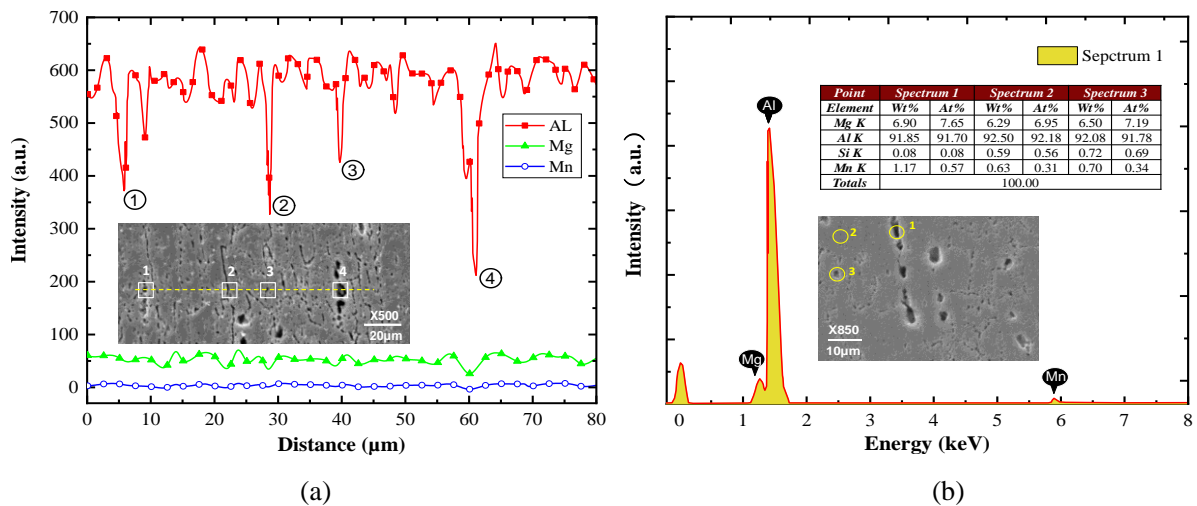 700
600
500
400
300
200
100
50
0
Intensity (a.u.)
0 10 20 30 40 50 60 70 80
Distance (µm)
AL
Mg
Mn
① ② ③ ④
1 2 3 4
X500
20µm
(a)
Intensity ( a.u.)
0 1 2 3 4 5 6 7 8
Energy (keV)
Sepctrum 1
Al
Mg
Mn
Point Spectrum 1 Spectrum 2 Spectrum 3
Element Wt% At% Wt% At% Wt% At%
Mg K 6.90 7.65 6.29 6.95 6.50 7.19
Al K 91.85 91.70 92.50 92.18 92.08 91.78
Si K 0.08 0.08 0.59 0.56 0.72 0.69
Mn K 1.17 0.57 0.63 0.31 0.70 0.34
Totals 100.00
1
2
3
X850
10µm
(b)